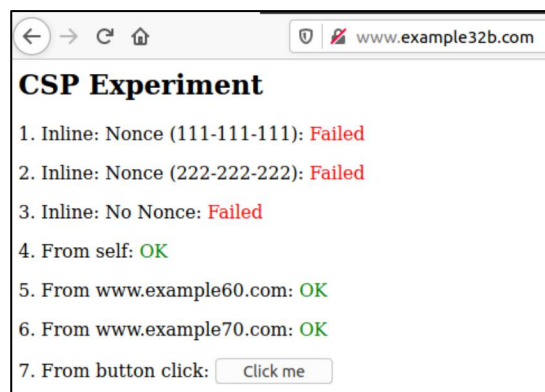 www.example32b.com
CSP Experiment
1. Inline: Nonce (111-111-111): Failed
2. Inline: Nonce (222-222-222): Failed
3. Inline: No Nonce: Failed
4. From self: OK
5. From www.example60.com: OK
6. From www.example70.com: OK
7. From button click: Click me